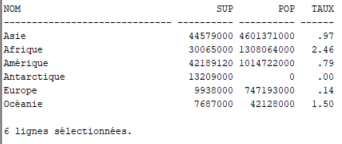 NOM SUP POP TAUX
------------------------------ --------- ---------- -----
Asie 44579000 4601371000 .97
Afrique 30065000 1308064000 2.46
Amérique 42189120 1014722000 .79
Antarctique 13209000 0 .00
Europe 9938000 747193000 .14
Océanie 7687000 42128000 1.50
6 lignes sélectionnées.